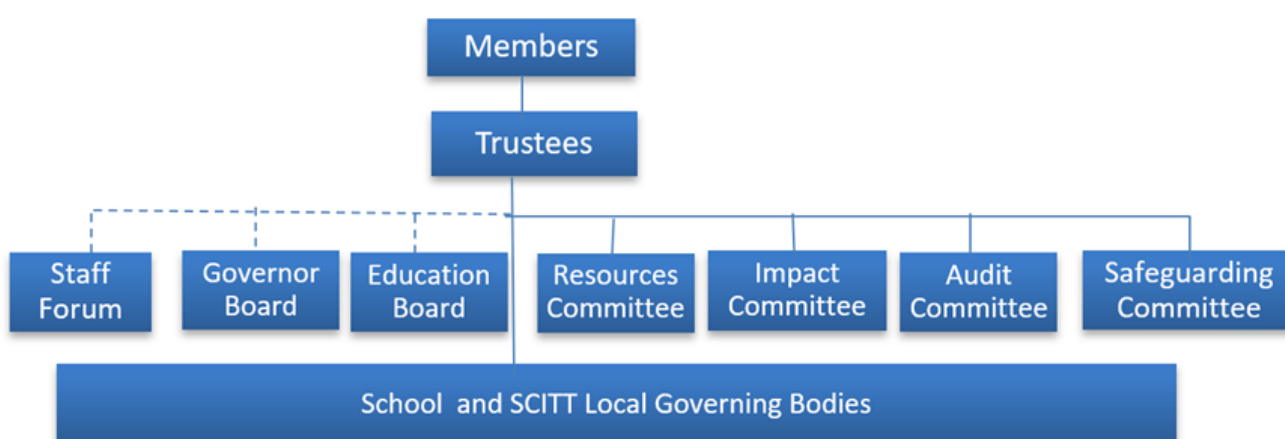 Members
Trustees
Staff
Forum
Governor
Board
Education
Board
Resources
Committee
Impact
Committee
Audit
Committee
Safeguarding
Committee
School and SCITT Local Governing Bodies